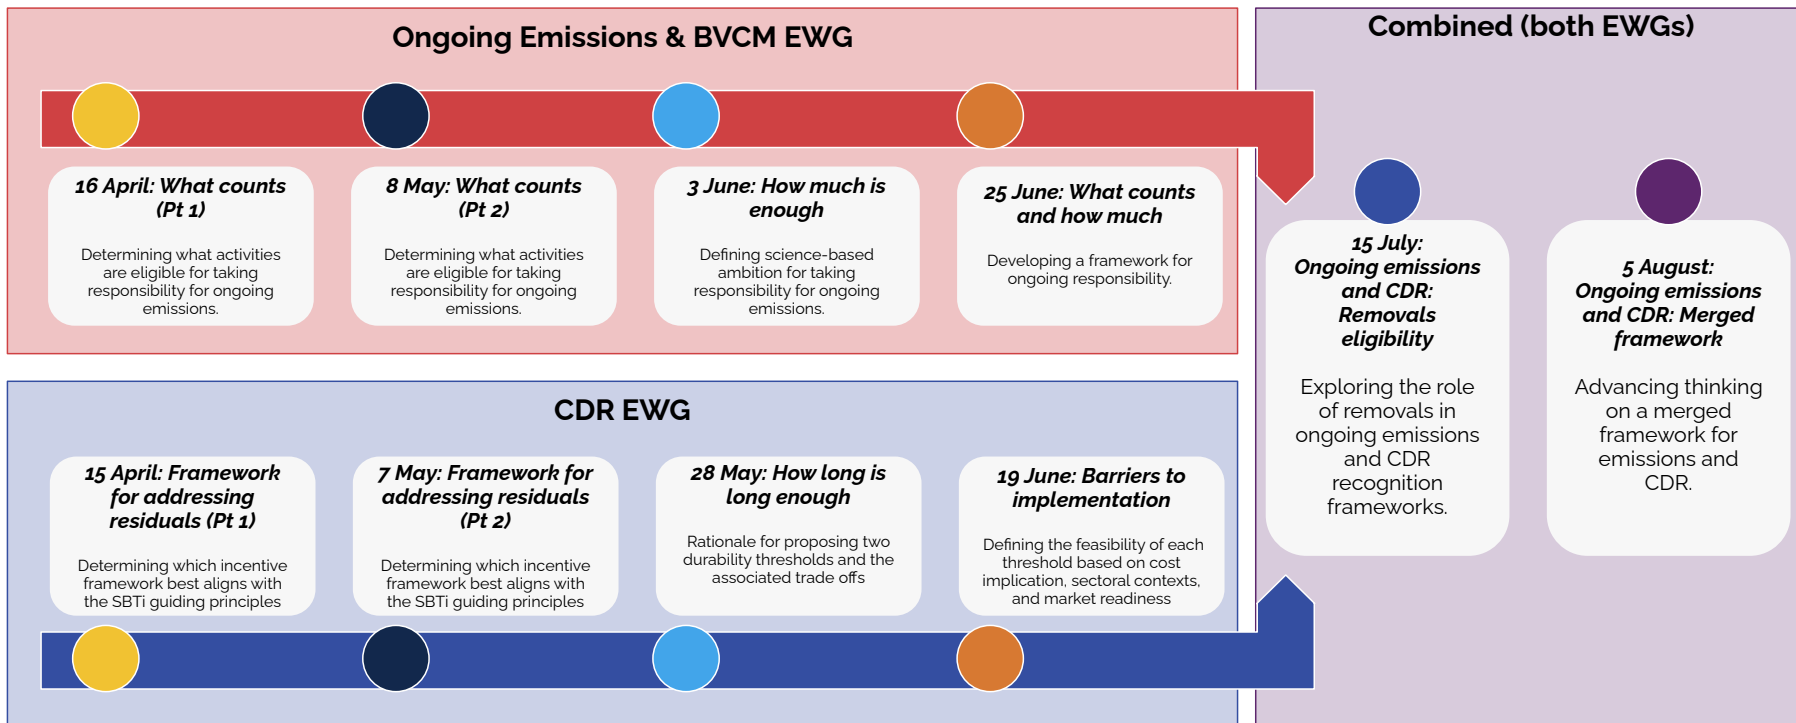 Ongoing Emissions & BVCM EWG
16 April: What counts
(Pt 1)
Determining what activities
are eligible for taking
responsibility for ongoing
emissions.
8 May: What counts
(Pt 2)
Determining what activities
are eligible for taking
responsibility for ongoing
emissions.
3 June: How much is
enough
Defining science-based
ambition for taking
responsibility for ongoing
emissions.
25 June: What counts
and how much
Developing a framework for
ongoing responsibility.
CDR EWG
15 April: Framework
for addressing
residuals (Pt 1)
Determining which incentive
framework best aligns with
the SBTi guiding principles
7 May: Framework for
addressing residuals
(Pt 2)
Determining which incentive
framework best aligns with
the SBTi guiding principles
28 May: How long is
long enough
Rationale for proposing two
durability thresholds and the
associated trade offs
19 June: Barriers to
implementation
Defining the feasibility of each
threshold based on cost
implication, sectoral contexts,
and market readiness
Combined (both EWGs)
15 July:
Ongoing emissions
and CDR:
Removals
eligibility
Exploring the role
of removals in
ongoing emissions
and CDR
recognition
frameworks.
5 August:
Ongoing emissions
and CDR: Merged
framework
Advancing thinking
on a merged
framework for
emissions and
CDR.